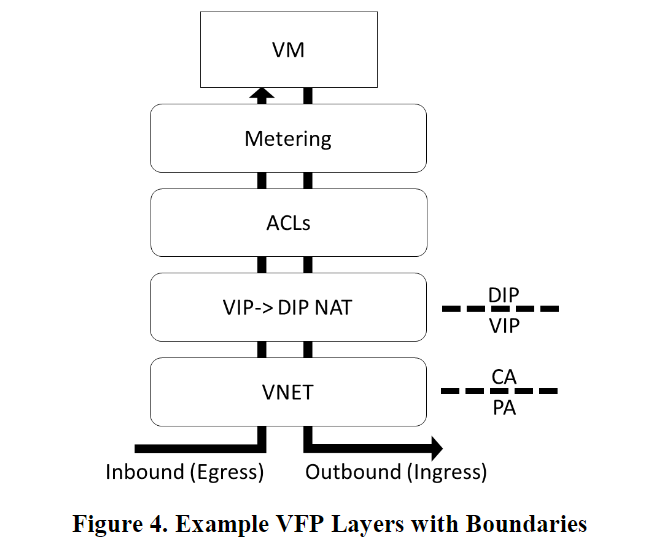 VM
Metering
ACLs
VIP-> DIP NAT
DIP
VIP
VNET
CA
PA
Inbound (Egress)
Outbound (Ingress)
Figure 4. Example VFP Layers with Boundaries